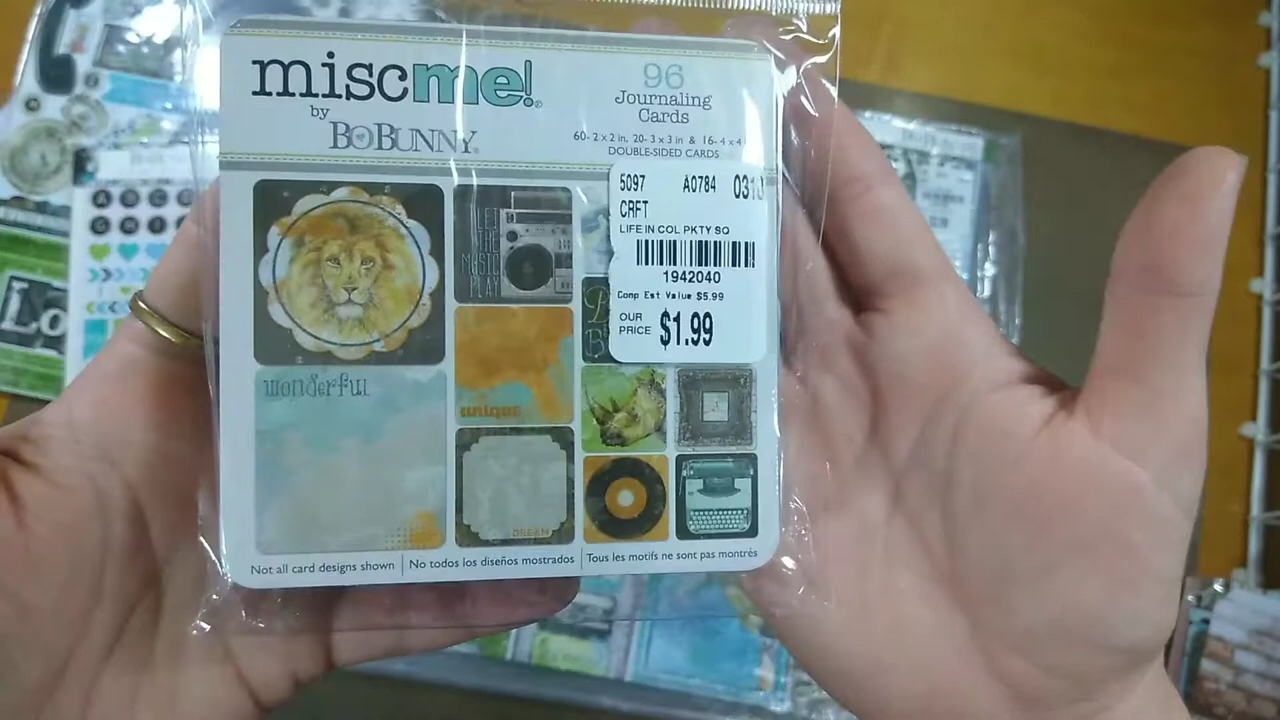 miscme!®
by
BOBUNNY®
96
Journaling
Cards
60- 2 x 2 in, 20- 3 x 3 in & 16- 4 x 4
DOUBLE-SIDED CARDS
5097 A0784
CRFT
LIFE IN COL PKTY SQ
1942040
Comp Est Value $5.99
OUR
PRICE $1.99
LET
THE
MUSIC
PLAY
wonderful
unique
DREAM
Not all card designs shown
No todos los diseños mostrados
Tous les motifs ne sont pas montrés
Lo